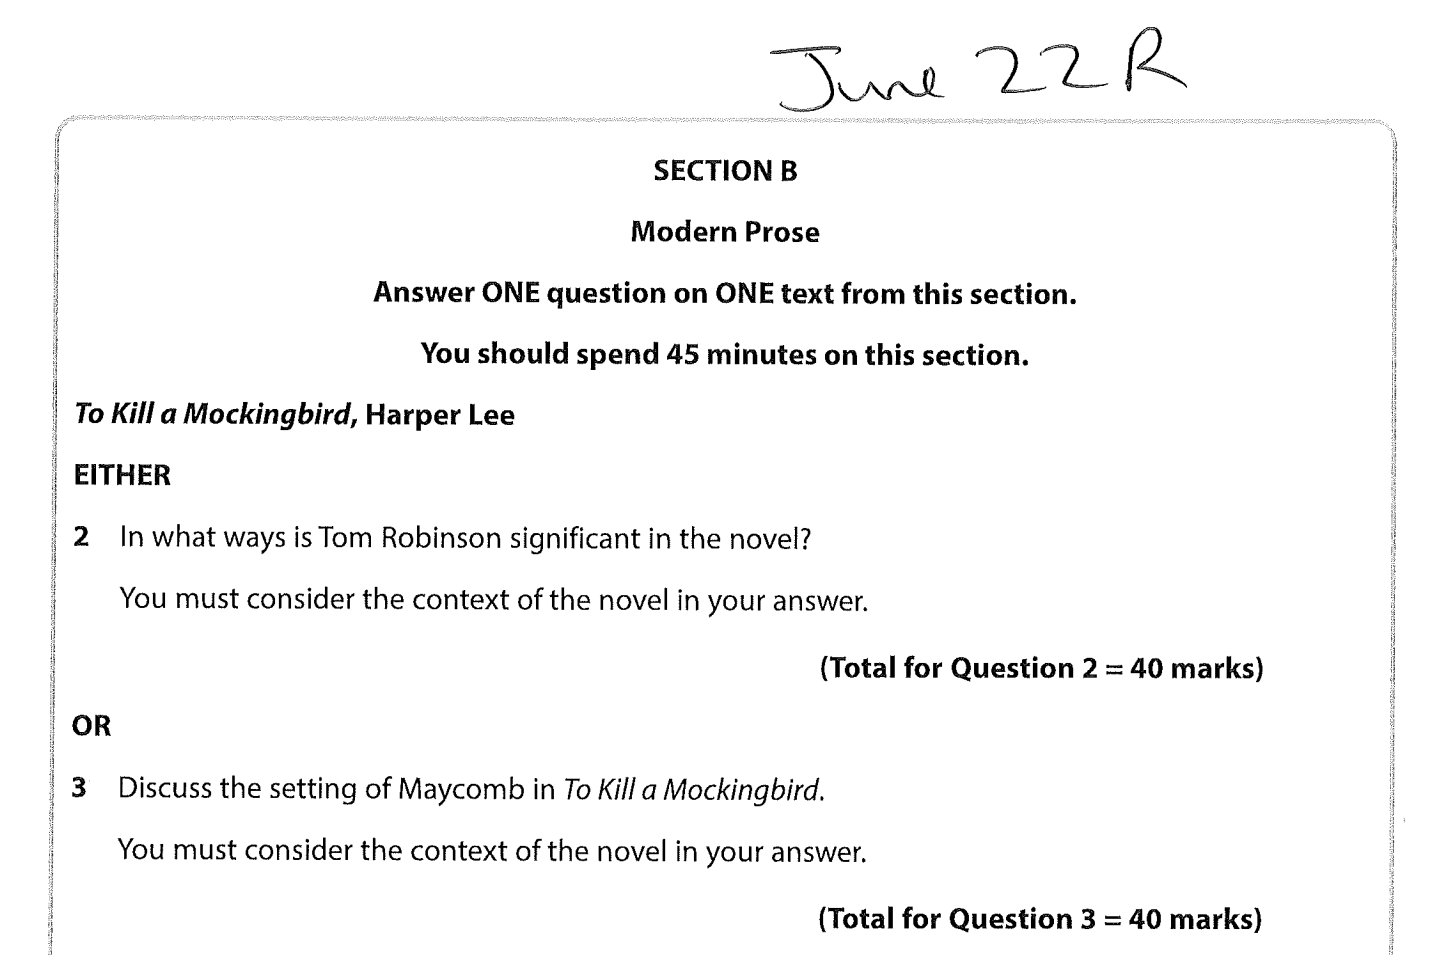 June 22 R
SECTION B
Modern Prose
Answer ONE question on ONE text from this section.
You should spend 45 minutes on this section.
To Kill a Mockingbird, Harper Lee
EITHER
2 In what ways is Tom Robinson significant in the novel?
You must consider the context of the novel in your answer.
(Total for Question 2 = 40 marks)
OR
3 Discuss the setting of Maycomb in To Kill a Mockingbird.
You must consider the context of the novel in your answer.
(Total for Question 3 = 40 marks)